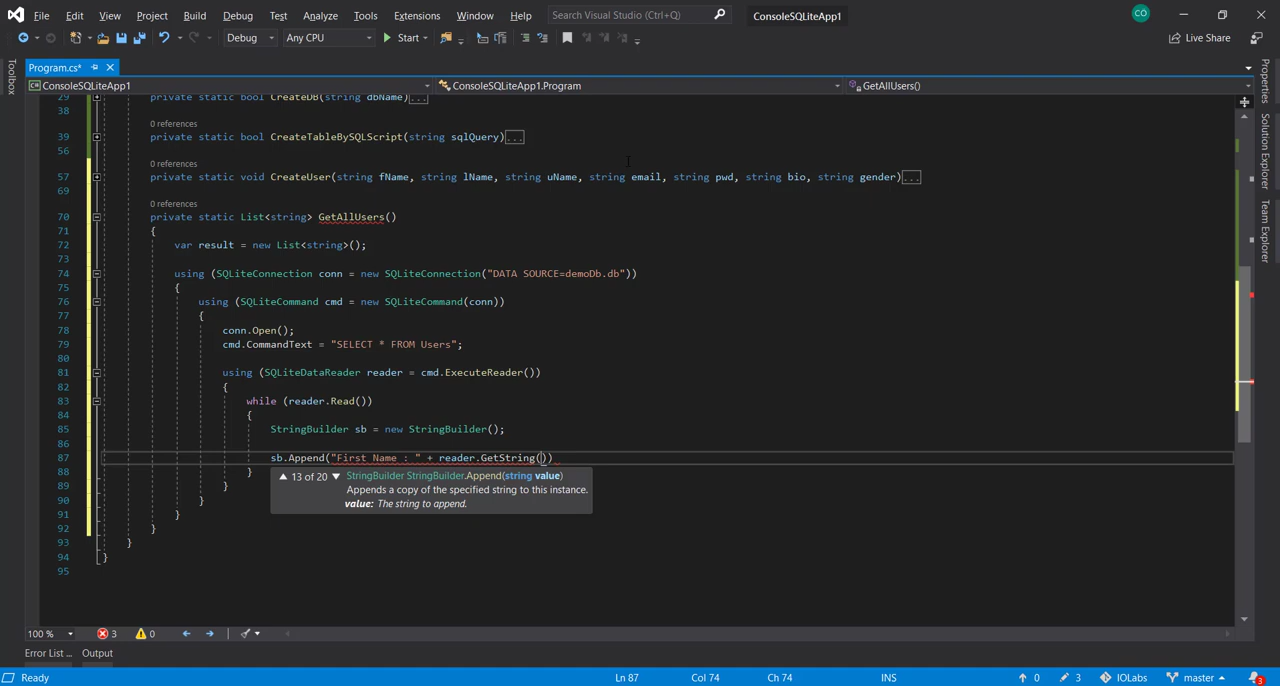 File Edit View Project Build Debug Test Analyze Tools Extensions Window Help Search Visual Studio (Ctrl+Q) ConsoleSQLiteApp1 CO
Debug Any CPU Start Live Share
Program.cs*
ConsoleSQLiteApp1 ConsoleSQLiteApp1.Program GetAllUsers()
Toolbox
Properties
Solution Explorer
Team Explorer
29 private static bool CreateDB(string dbName)...
38
0 references
39 private static bool CreateTableBySQLScript(string sqlQuery)...
56
0 references
57 private static void CreateUser(string fName, string lName, string uName, string email, string pwd, string bio, string gender)...
69
0 references
70 private static List<string> GetAllUsers()
71 {
72 var result = new List<string>();
73
74 using (SQLiteConnection conn = new SQLiteConnection("DATA SOURCE=demoDb.db"))
75 {
76 using (SQLiteCommand cmd = new SQLiteCommand(conn))
77 {
78 conn.Open();
79 cmd.CommandText = "SELECT * FROM Users";
80
81 using (SQLiteDataReader reader = cmd.ExecuteReader())
82 {
83 while (reader.Read())
84 {
85 StringBuilder sb = new StringBuilder();
86
87 sb.Append("First Name : " + reader.GetString())
88 }
13 of 20 StringBuilder StringBuilder.Append(string value)
Appends a copy of the specified string to this instance.
value: The string to append.
89 }
90 }
91 }
92 }
93 }
94 }
95
100 % 3 0
Error List ... Output
Ready Ln 87 Col 74 Ch 74 INS 0 3 IOLabs master 3